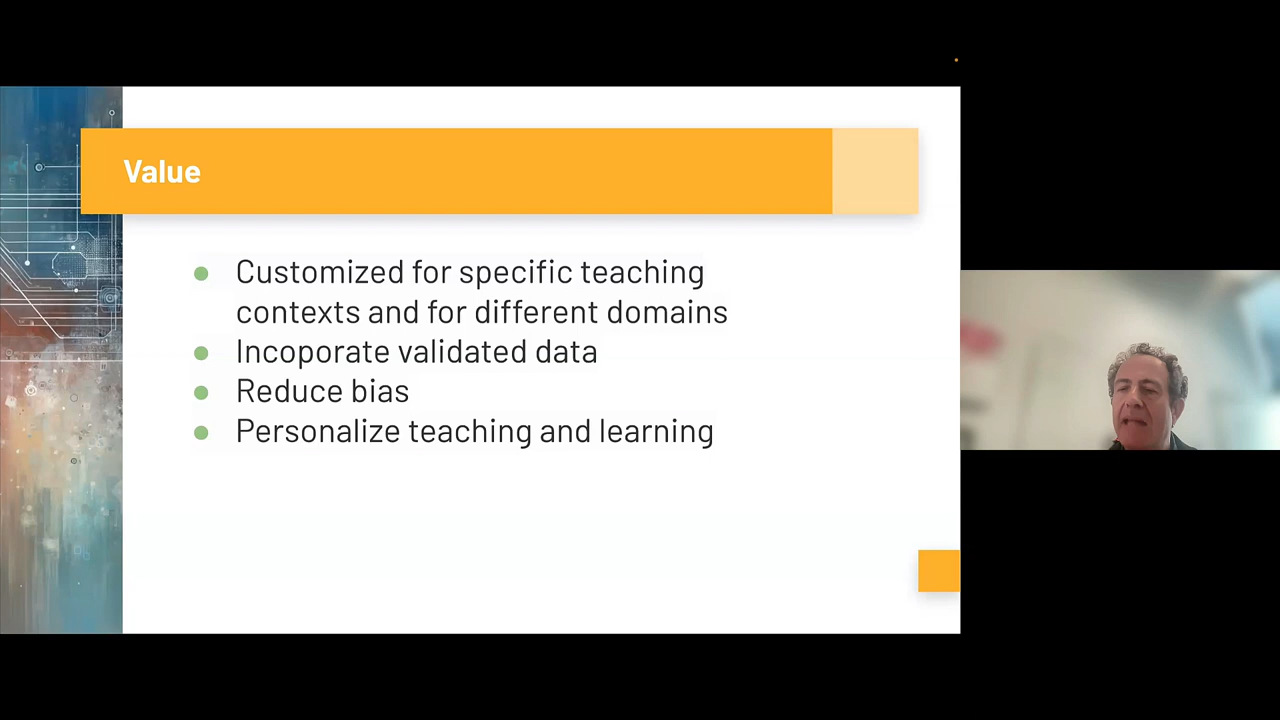 Value
Customized for specific teaching
contexts and for different domains
Incoporate validated data
Reduce bias
Personalize teaching and learning